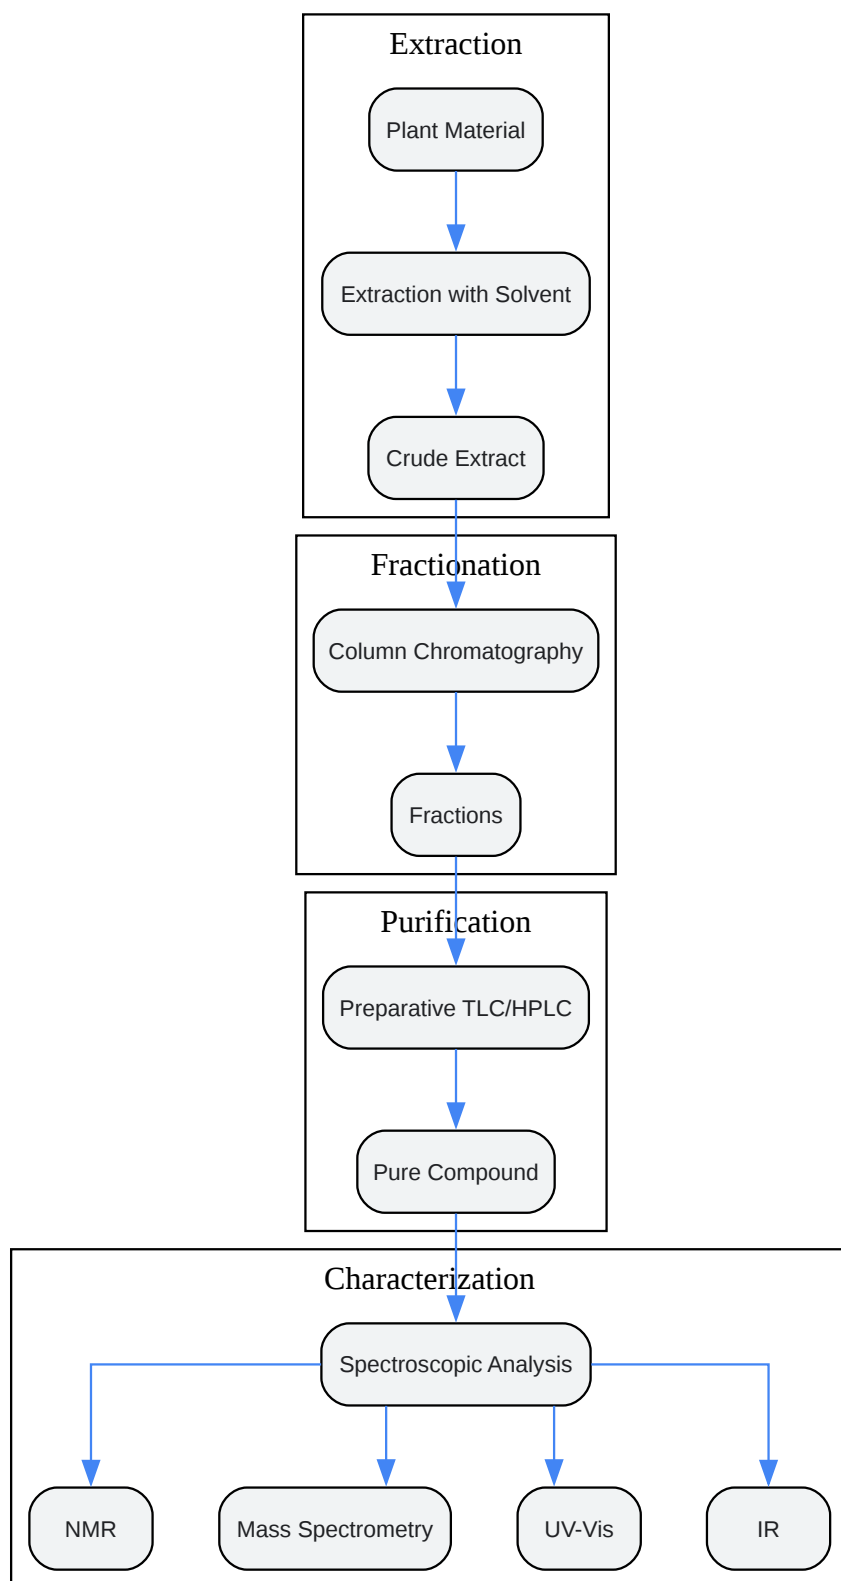 Extraction
Plant Material
Extraction with Solvent
Crude Extract
Fractionation
Column Chromatography
Fractions
Purification
Preparative TLC/HPLC
Pure Compound
Characterization
Spectroscopic Analysis
NMR
Mass Spectrometry
UV-Vis
IR